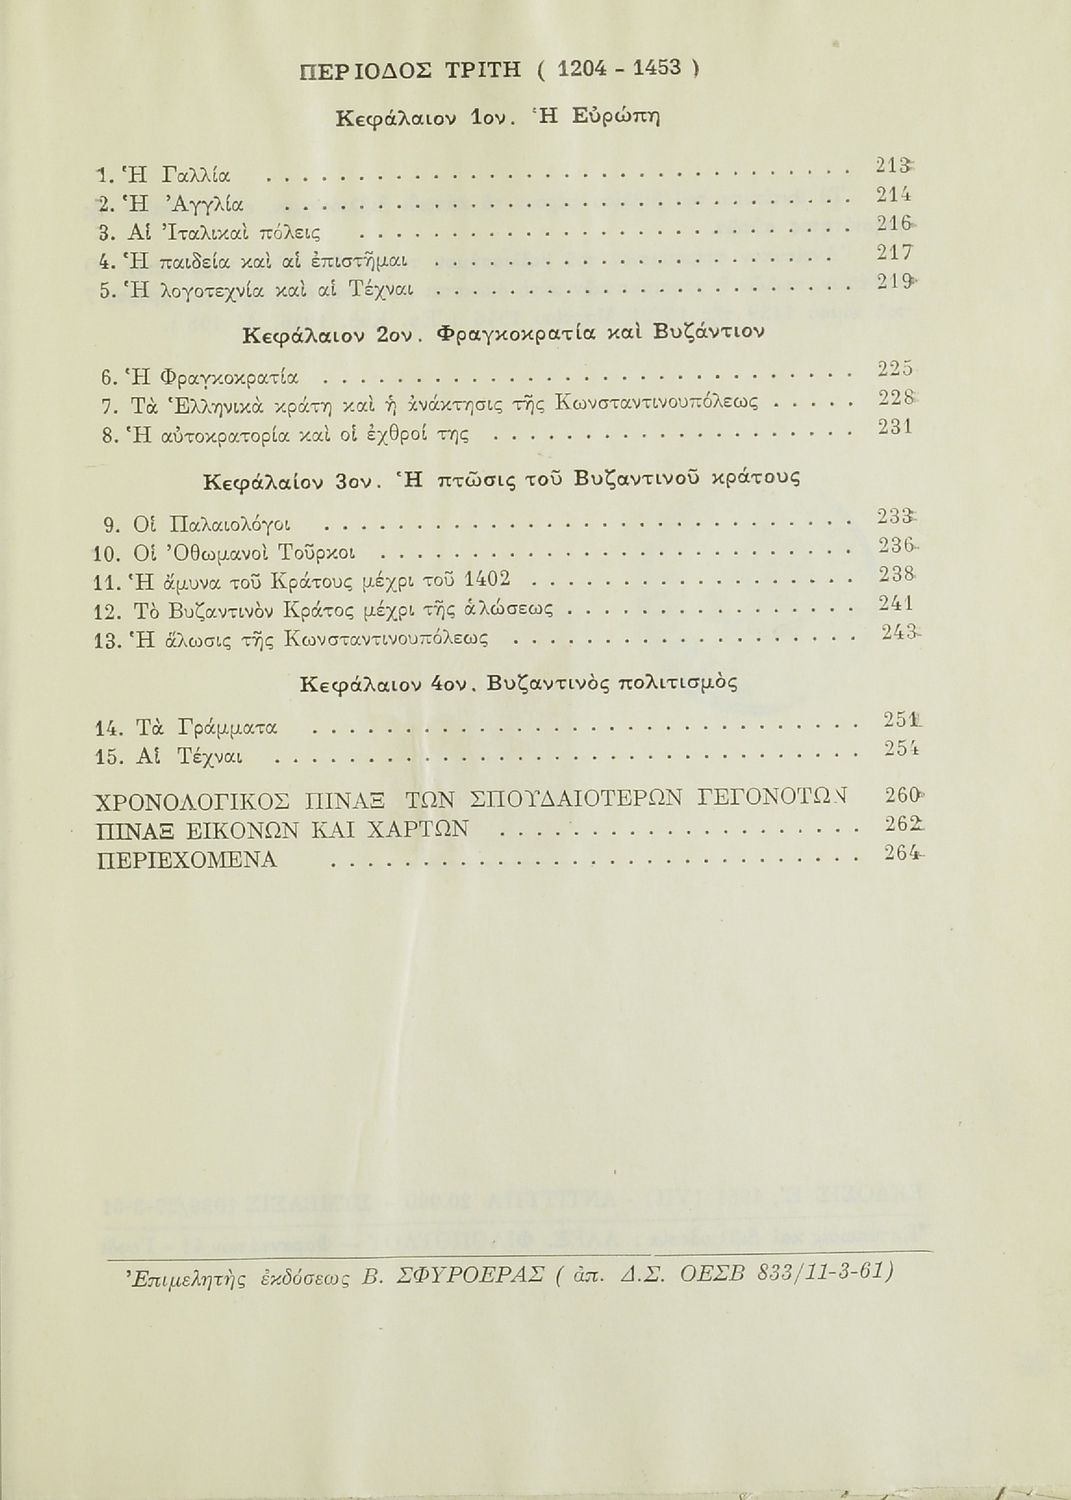 ΠΕΡΙΟΔΟΣ ΤΡΙΤΗ ( 1204 - 1453 )
Κεφάλαιον 1ον. Ἡ Εὐρώπη
1. Ἡ Γαλλία . . . . . . . . . . . . . . . . . . . . 213
2. Ἡ Ἀγγλία . . . . . . . . . . . . . . . . . . . . 214
3. Αἱ Ἰταλικαὶ πόλεις . . . . . . . . . . . . . . . . . . . . 216
4. Ἡ παιδεία καὶ αἱ ἐπιστῆμαι . . . . . . . . . . . . . . . . . . . . 217
5. Ἡ λογοτεχνία καὶ αἱ Τέχναι . . . . . . . . . . . . . . . . . . . . 219
Κεφάλαιον 2ον. Φραγκοκρατία καὶ Βυζάντιον
6. Ἡ Φραγκοκρατία . . . . . . . . . . . . . . . . . . . . 225
7. Τὰ Ἑλληνικὰ κράτη καὶ ἡ ἀνάκτησις τῆς Κωνσταντινουπόλεως . . . . . 228
8. Ἡ αὐτοκρατορία καὶ οἱ ἐχθροί της . . . . . . . . . . . . . . . . . . . . 231
Κεφάλαίον 3ον. Ἡ πτῶσις τοῦ Βυζαντινοῦ κράτους
9. Οἱ Παλαιολόγοι . . . . . . . . . . . . . . . . . . . . 233
10. Οἱ Ὀθωμανοὶ Τοῦρκοι . . . . . . . . . . . . . . . . . . . . 236
11. Ἡ ἄμυνα τοῦ Κράτους μέχρι τοῦ 1402 . . . . . . . . . . . . . . . . . . 238
12. Τὸ Βυζαντινὸν Κράτος μέχρι τῆς ἁλώσεως . . . . . . . . . . . . . . . . 241
13. Ἡ ἅλωσις τῆς Κωνσταντινουπόλεως . . . . . . . . . . . . . . . . . . . 243
Κεφάλαιον 4ον. Βυζαντινὸς πολιτισμὸς
14. Τὰ Γράμματα . . . . . . . . . . . . . . . . . . . . 251
15. Αἱ Τέχναι . . . . . . . . . . . . . . . . . . . . 254
ΧΡΟΝΟΛΟΓΙΚΟΣ ΠΙΝΑΞ ΤΩΝ ΣΠΟΥΔΑΙΟΤΕΡΩΝ ΓΕΓΟΝΟΤΩΝ 260
ΠΙΝΑΞ ΕΙΚΟΝΩΝ ΚΑΙ ΧΑΡΤΩΝ . . . . . . . . . . . . . . . . . . . . 262
ΠΕΡΙΕΧΟΜΕΝΑ . . . . . . . . . . . . . . . . . . . . 264
Ἐπιμελητὴς ἐκδόσεως Β. ΣΦΥΡΟΕΡΑΣ ( ἀπ. Δ.Σ. ΟΕΣΒ 833/11-3-61)